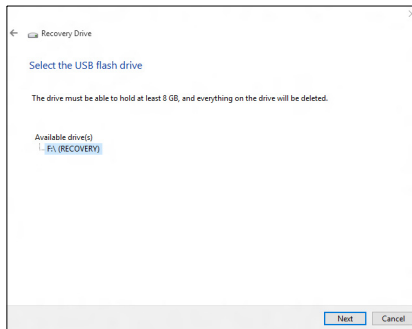 Recovery Drive
Select the USB flash drive
The drive must be able to hold at least 8 GB, and everything on the drive will be deleted.
Available drive(s)
F:\ (RECOVERY)
Next Cancel